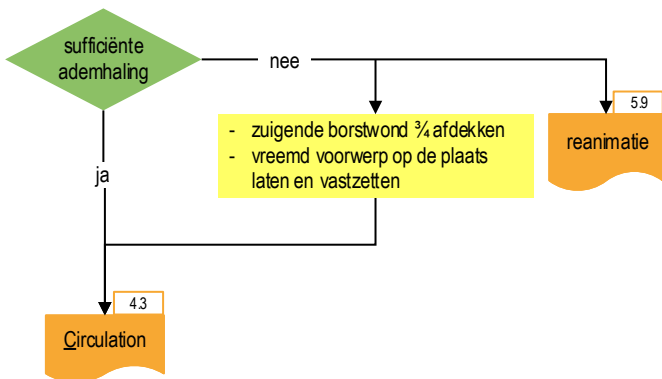 sufficiënte
ademhaling
nee
5.9
reanimatie
- zuigende borstwond ¾ afdekken
- vreemd voorwerp op de plaats
laten en vastzetten
ja
4.3
Circulation